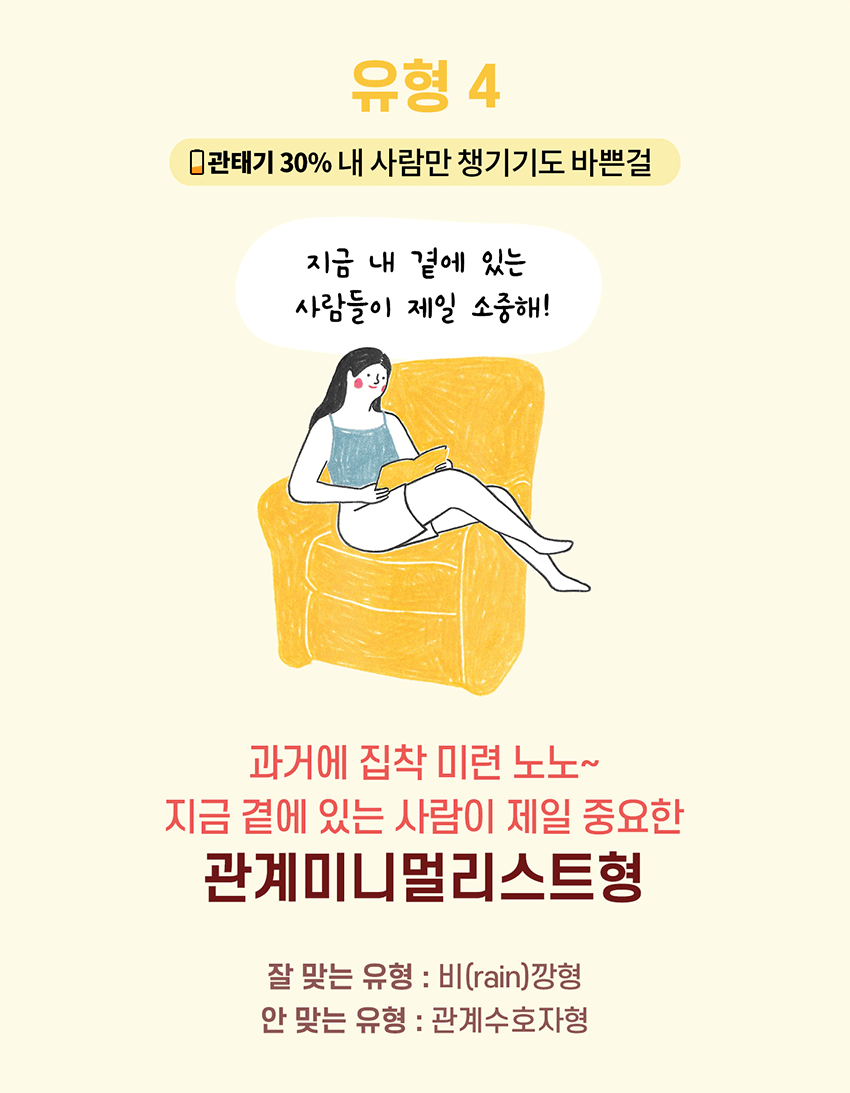 유형 4
관태기 30% 내 사람만 챙기기도 바쁜걸
지금 내 곁에 있는
사람들이 제일 소중해!
과거에 집착 미련 노노~
지금 곁에 있는 사람이 제일 중요한
관계미니멀리스트형
잘 맞는 유형 : 비(rain)깡형
안 맞는 유형 : 관계수호자형